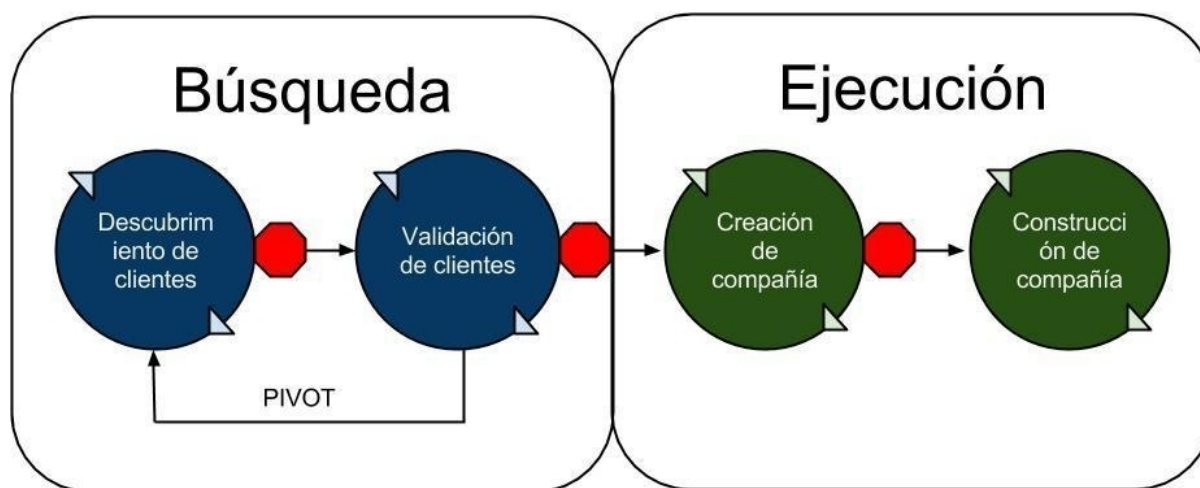 Búsqueda
Ejecución
Descubrim
iento de
clientes
Validación
de clientes
Creación
de
compañía
Construcci
ón de
compañía
PIVOT